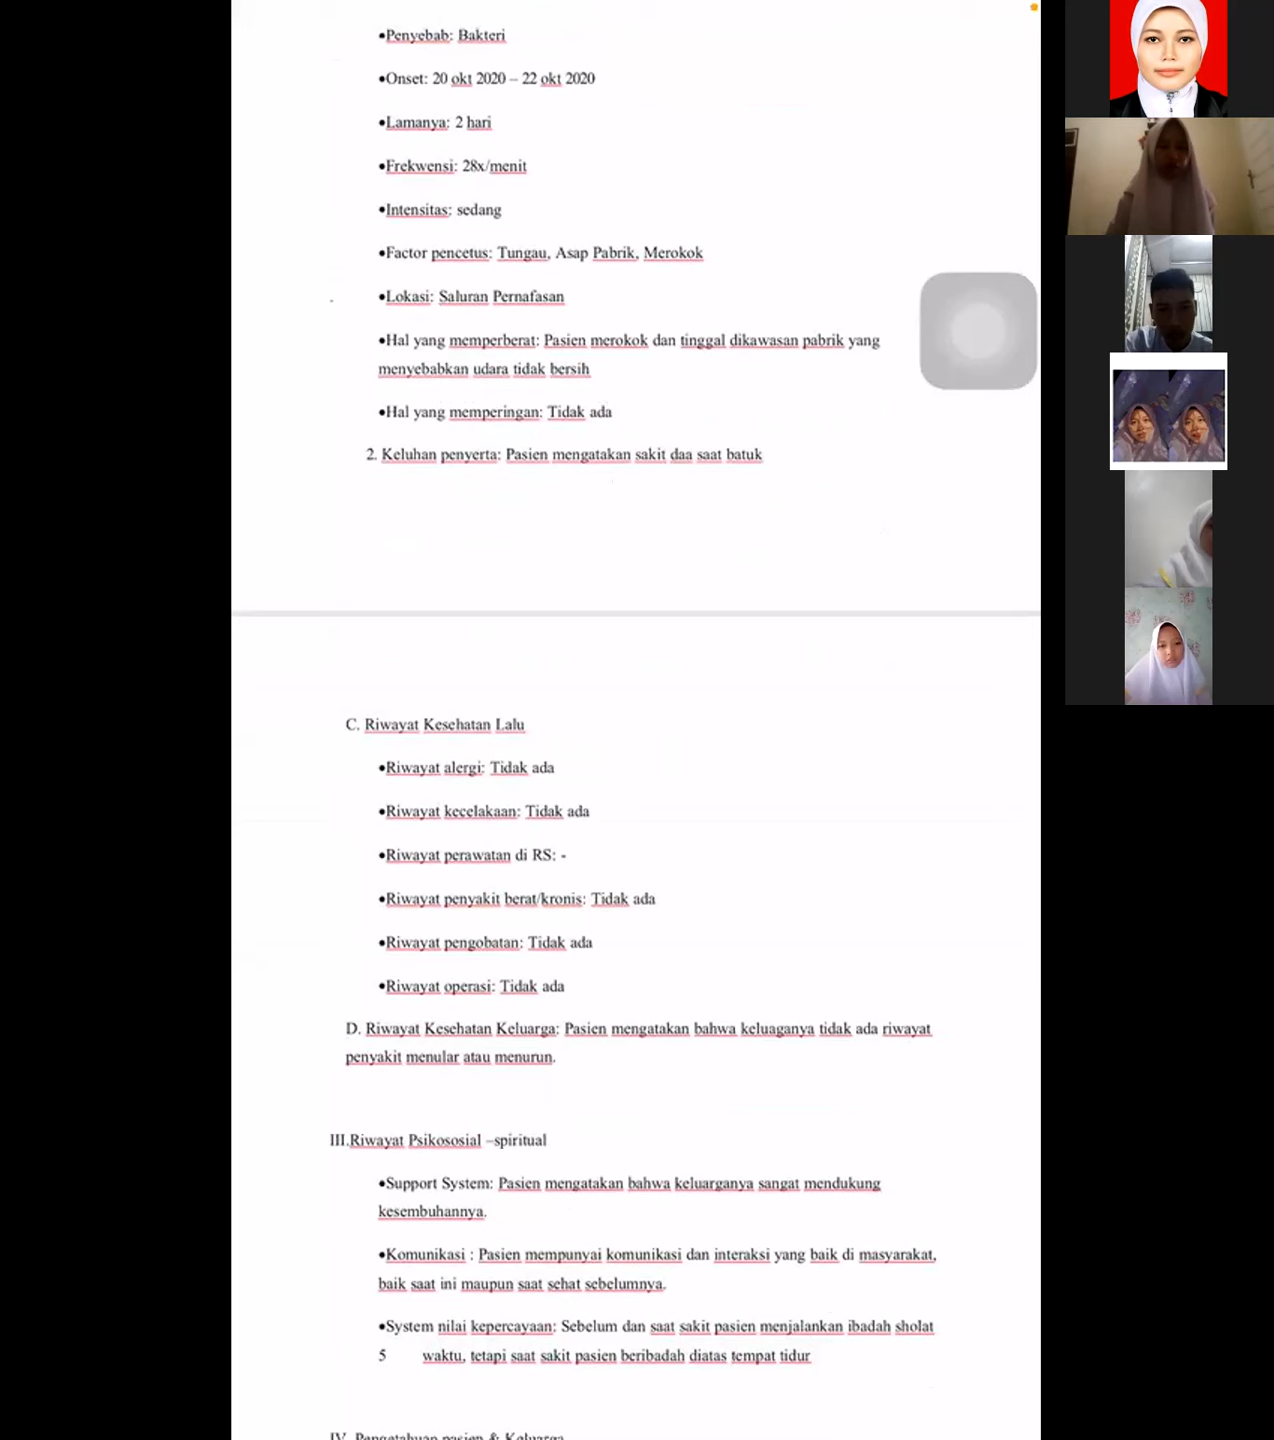 •Penyebab: Bakteri
•Onset: 20 okt 2020 – 22 okt 2020
•Lamanya: 2 hari
•Frekwensi: 28x/menit
•Intensitas: sedang
•Factor pencetus: Tungau, Asap Pabrik, Merokok
•Lokasi: Saluran Pernafasan
•Hal yang memperberat: Pasien merokok dan tinggal dikawasan pabrik yang
menyebabkan udara tidak bersih
•Hal yang memperingan: Tidak ada
2. Keluhan penyerta: Pasien mengatakan sakit daa saat batuk
C. Riwayat Kesehatan Lalu
•Riwayat alergi: Tidak ada
•Riwayat kecelakaan: Tidak ada
•Riwayat perawatan di RS: -
•Riwayat penyakit berat/kronis: Tidak ada
•Riwayat pengobatan: Tidak ada
•Riwayat operasi: Tidak ada
D. Riwayat Kesehatan Keluarga: Pasien mengatakan bahwa keluaganya tidak ada riwayat
penyakit menular atau menurun.
III.Riwayat Psikososial –spiritual
•Support System: Pasien mengatakan bahwa keluarganya sangat mendukung
kesembuhannya.
•Komunikasi : Pasien mempunyai komunikasi dan interaksi yang baik di masyarakat,
baik saat ini maupun saat sehat sebelumnya.
•System nilai kepercayaan: Sebelum dan saat sakit pasien menjalankan ibadah sholat
5 waktu, tetapi saat sakit pasien beribadah diatas tempat tidur
IV. Pengetahuan pasien & Keluarga